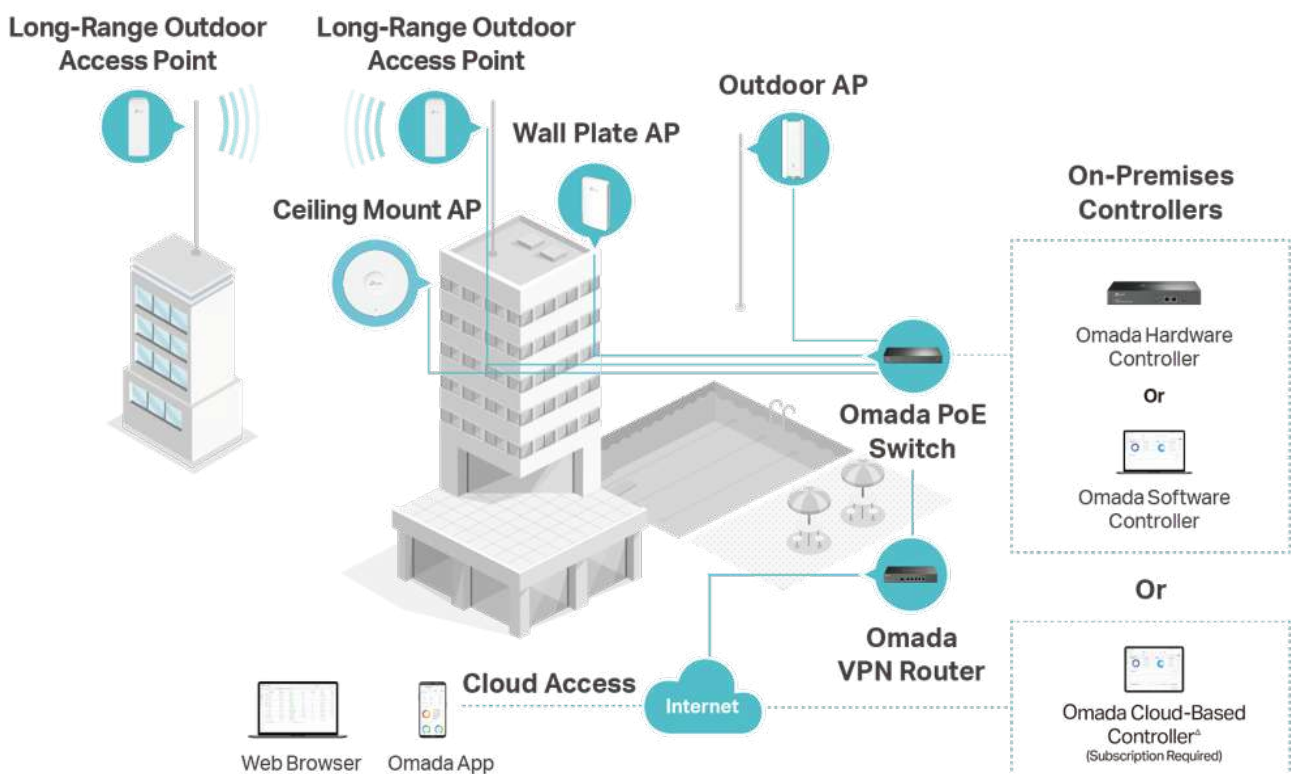 Long-Range Outdoor
Access Point
Long-Range Outdoor
Access Point
Outdoor AP
Wall Plate AP
Ceiling Mount AP
On-Premises
Controllers
Omada Hardware
Controller
Or
Omada Software
Controller
Omada PoE
Switch
Or
Omada
VPN Router
Cloud Access
Internet
Omada Cloud-Based
Controller△
(Subscription Required)
Web Browser
Omada App